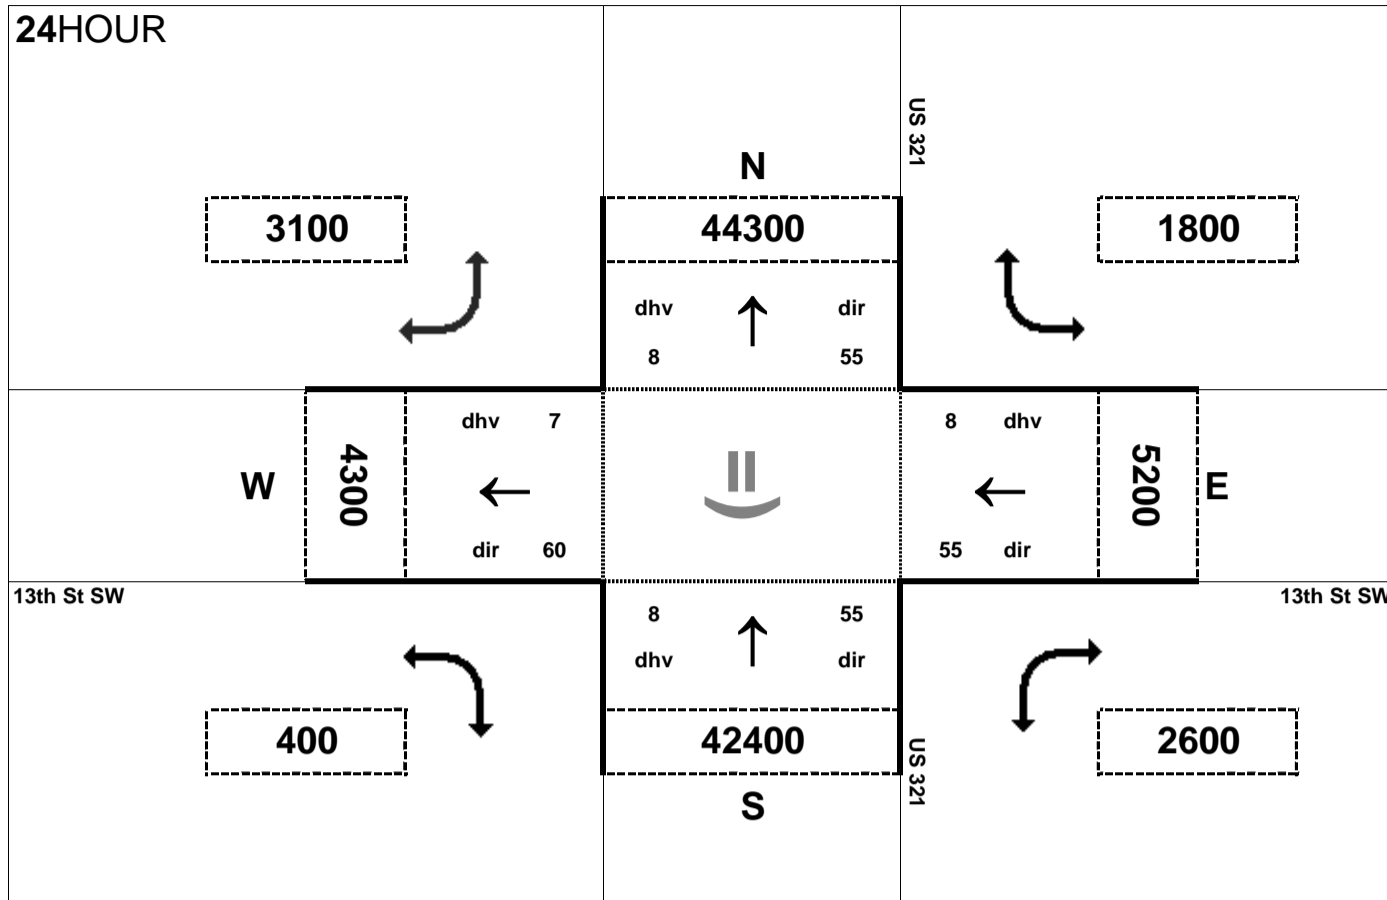 24HOUR
US 321
N
3100
44300
1800
dhv
dir
8
55
dhv 7
8 dhv
W
4300
5200
E
dir 60
55 dir
13th St SW
13th St SW
8
55
dhv
dir
400
42400
2600
US 321
S